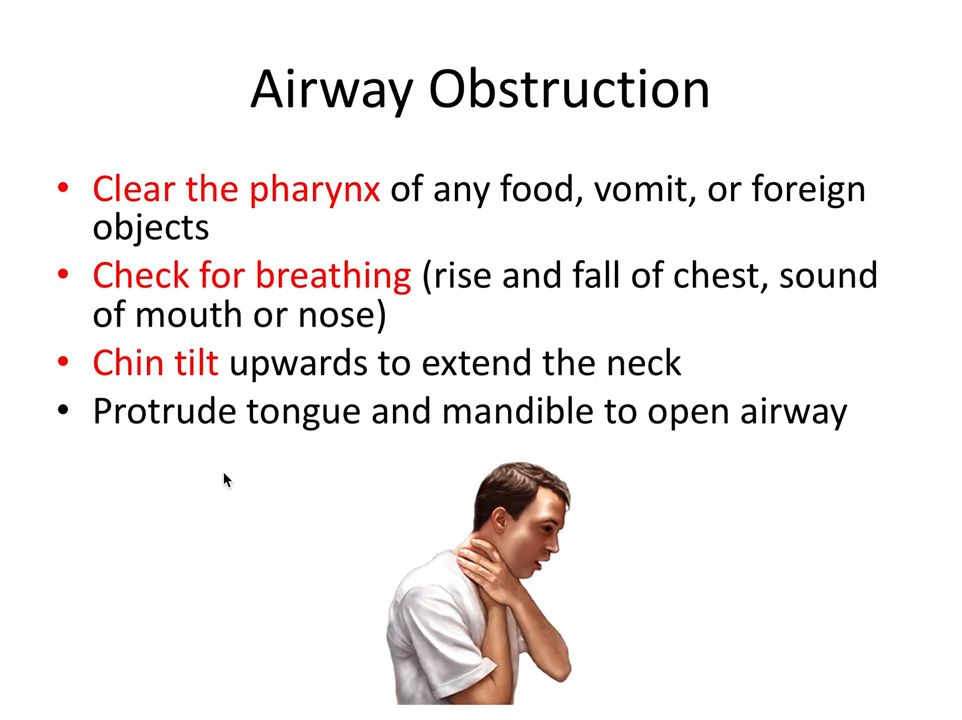 Airway Obstruction
• Clear the pharynx of any food, vomit, or foreign
objects
• Check for breathing (rise and fall of chest, sound
of mouth or nose)
• Chin tilt upwards to extend the neck
• Protrude tongue and mandible to open airway